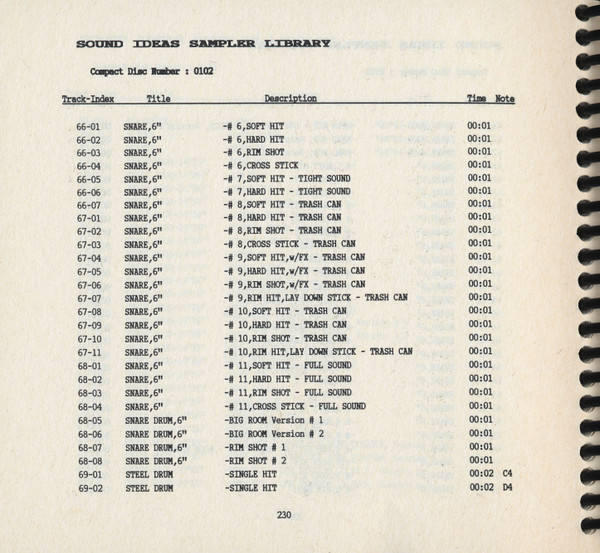 SOUND IDEAS SAMPLER LIBRARY
Compact Disc Number : 0102
Track-Index Title Description Time Note
66-01 SNARE,6" -# 6,SOFT HIT 00:01
66-02 SNARE,6" -# 6,HARD HIT 00:01
66-03 SNARE,6" -# 6,RIM SHOT 00:01
66-04 SNARE,6" -# 6,CROSS STICK 00:01
66-05 SNARE,6" -# 7,SOFT HIT - TIGHT SOUND 00:01
66-06 SNARE,6" -# 7,HARD HIT - TIGHT SOUND 00:01
66-07 SNARE,6" -# 8,SOFT HIT - TRASH CAN 00:01
67-01 SNARE,6" -# 8,HARD HIT - TRASH CAN 00:01
67-02 SNARE,6" -# 8,RIM SHOT - TRASH CAN 00:01
67-03 SNARE,6" -# 8,CROSS STICK - TRASH CAN 00:01
67-04 SNARE,6" -# 9,SOFT HIT,w/FX - TRASH CAN 00:01
67-05 SNARE,6" -# 9,HARD HIT,w/FX - TRASH CAN 00:01
67-06 SNARE,6" -# 9,RIM SHOT,w/FX - TRASH CAN 00:01
67-07 SNARE,6" -# 9,RIM HIT,LAY DOWN STICK - TRASH CAN 00:01
67-08 SNARE,6" -# 10,SOFT HIT - TRASH CAN 00:01
67-09 SNARE,6" -# 10,HARD HIT - TRASH CAN 00:01
67-10 SNARE,6" -# 10,RIM SHOT - TRASH CAN 00:01
67-11 SNARE,6" -# 10,RIM HIT,LAY DOWN STICK - TRASH CAN 00:01
68-01 SNARE,6" -# 11,SOFT HIT - FULL SOUND 00:01
68-02 SNARE,6" -# 11,HARD HIT - FULL SOUND 00:01
68-03 SNARE,6" -# 11,RIM SHOT - FULL SOUND 00:01
68-04 SNARE,6" -# 11,CROSS STICK - FULL SOUND 00:01
68-05 SNARE DRUM,6" -BIG ROOM Version # 1 00:01
68-06 SNARE DRUM,6" -BIG ROOM Version # 2 00:01
68-07 SNARE DRUM,6" -RIM SHOT # 1 00:01
68-08 SNARE DRUM,6" -RIM SHOT # 2 00:01
69-01 STEEL DRUM -SINGLE HIT 00:02 C4
69-02 STEEL DRUM -SINGLE HIT 00:02 D4
230